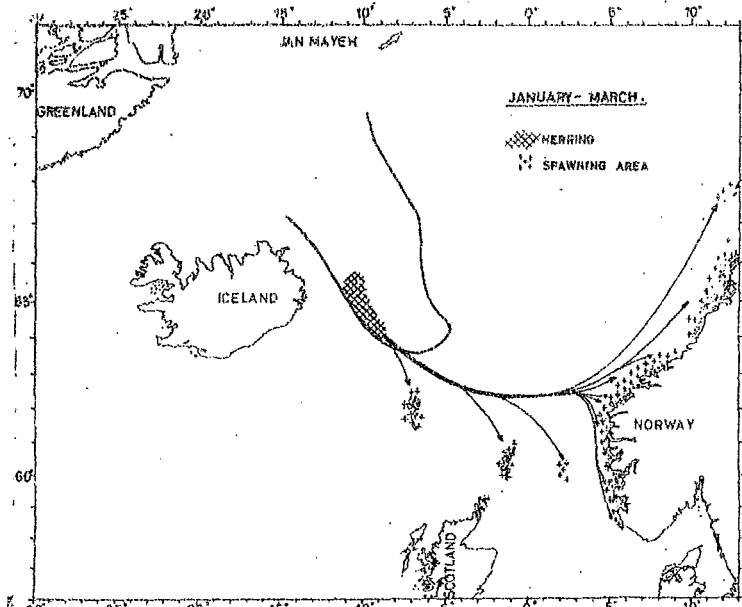 25° 20° 15° 10° 5° 0° 5° 10°
JAN MAYEN
70°
GREENLAND
JANUARY - MARCH.
HERRING
SPAWNING AREA
ICELAND
65°
NORWAY
60°
SCOTLAND